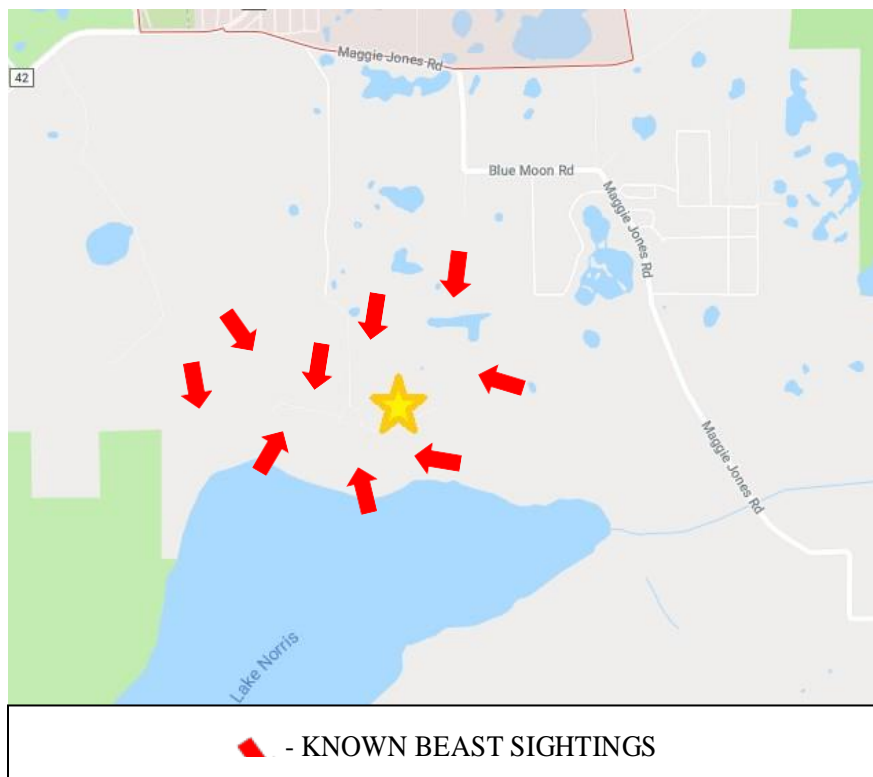 Maggie Jones Rd
42
Blue Moon Rd
Maggie Jones Rd
Maggie Jones Rd
Lake Norris
- KNOWN BEAST SIGHTINGS